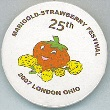 MARIGOLD-STRAWBERRY FESTIVAL
25th
2007 LONDON OHIO